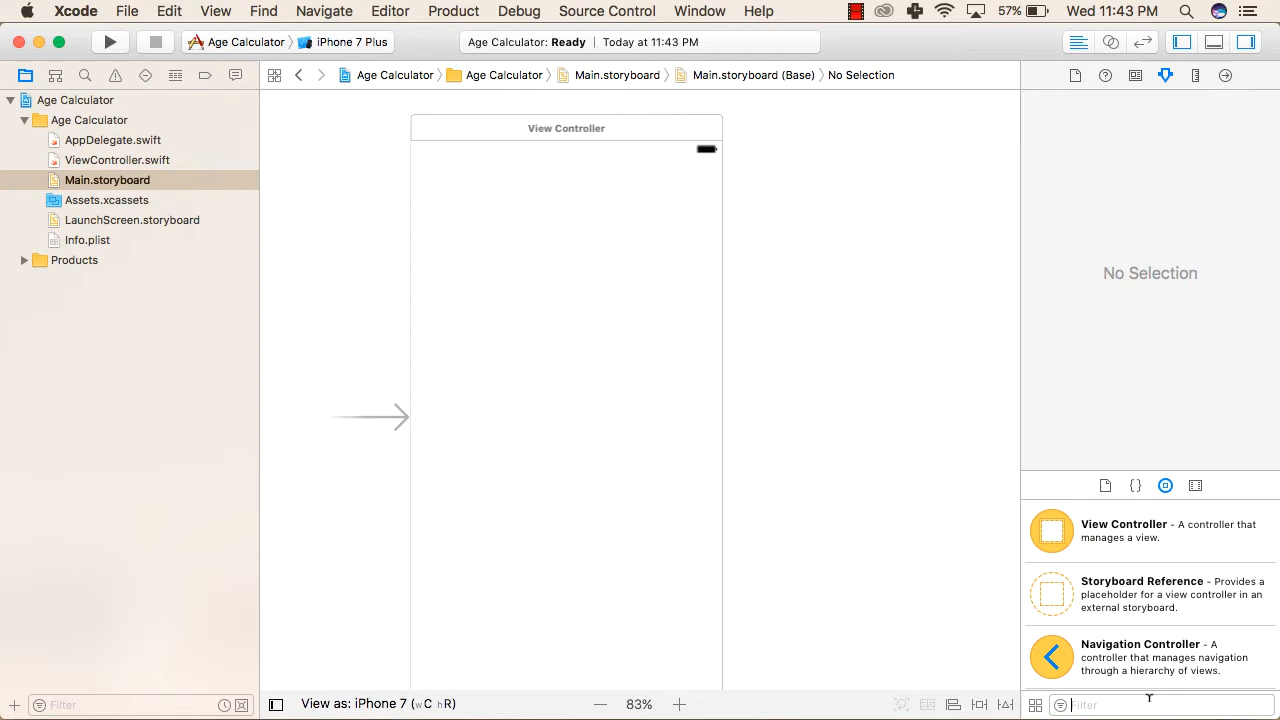 Xcode File Edit View Find Navigate Editor Product Debug Source Control Window Help 57% Wed 11:43 PM
Age Calculator iPhone 7 Plus Age Calculator: Ready Today at 11:43 PM
Age Calculator Age Calculator Main.storyboard Main.storyboard (Base) No Selection
Age Calculator
Age Calculator
AppDelegate.swift
ViewController.swift
Main.storyboard
Assets.xcassets
LaunchScreen.storyboard
Info.plist
Products
View Controller
No Selection
View Controller - A controller that
manages a view.
Storyboard Reference - Provides a
placeholder for a view controller in an
external storyboard.
Navigation Controller - A
controller that manages navigation
through a hierarchy of views.
Filter
View as: iPhone 7 (wC hR)
83%
Filter